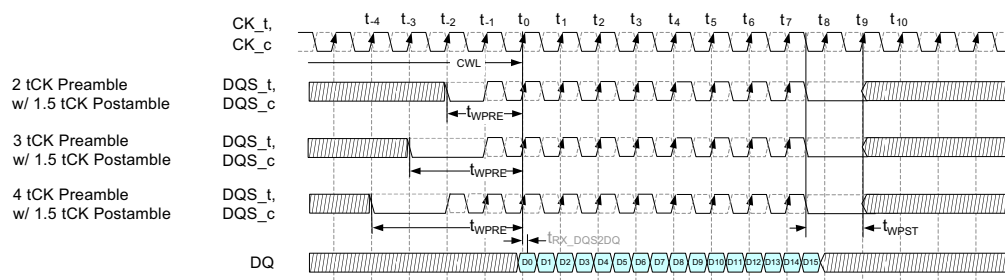 CK_t,
CK_c
t-4 t-3 t-2 t-1 t0 t1 t2 t3 t4 t5 t6 t7 t8 t9 t10
CWL
2 tCK Preamble
w/ 1.5 tCK Postamble
DQS_t,
DQS_c
tWPRE
3 tCK Preamble
w/ 1.5 tCK Postamble
DQS_t,
DQS_c
tWPRE
4 tCK Preamble
w/ 1.5 tCK Postamble
DQS_t,
DQS_c
tWPRE
tWPST
tRX_DQS2DQ
DQ
D0 D1 D2 D3 D4 D5 D6 D7 D8 D9 D10 D11 D12 D13 D14 D15